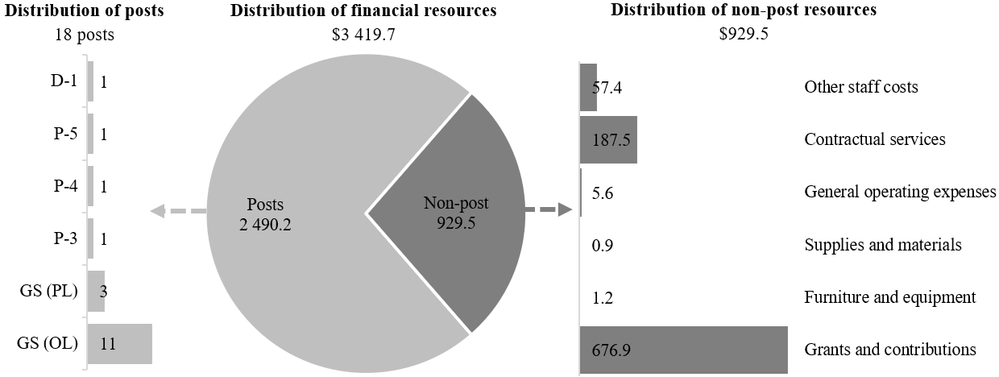 Distribution of posts
18 posts
D-1 1
P-5 1
P-4 1
P-3 1
GS (PL) 3
GS (OL) 11
Distribution of financial resources
$3 419.7
Posts
2 490.2
Non-post
929.5
Distribution of non-post resources
$929.5
57.4 Other staff costs
187.5 Contractual services
5.6 General operating expenses
0.9 Supplies and materials
1.2 Furniture and equipment
676.9 Grants and contributions